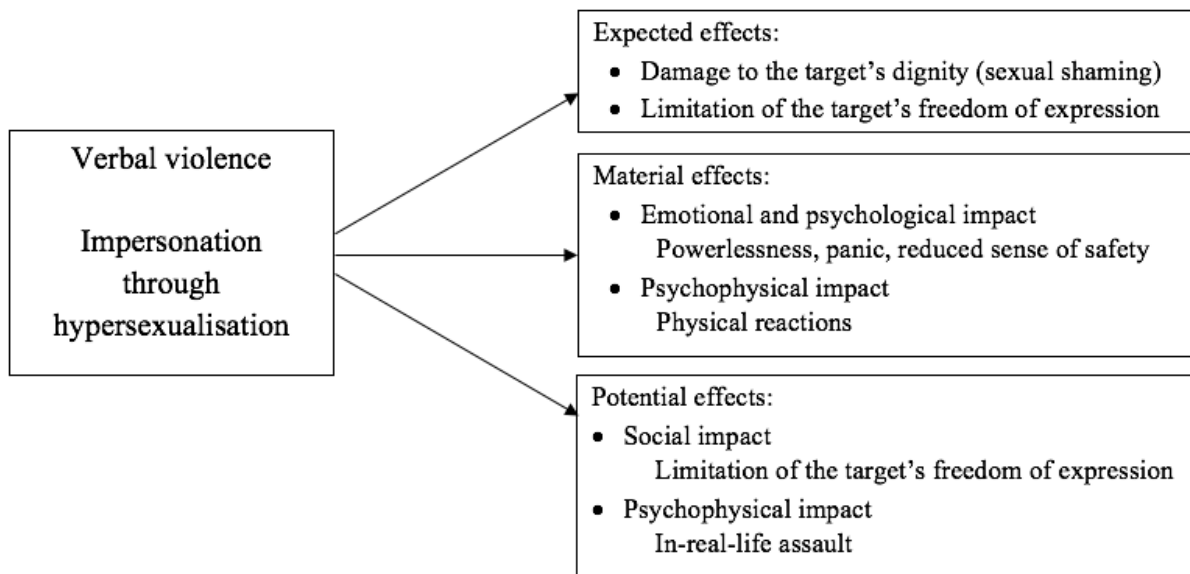 Verbal violence
Impersonation
through
hypersexualisation
Expected effects:
• Damage to the target’s dignity (sexual shaming)
• Limitation of the target’s freedom of expression
Material effects:
• Emotional and psychological impact
Powerlessness, panic, reduced sense of safety
• Psychophysical impact
Physical reactions
Potential effects:
• Social impact
Limitation of the target’s freedom of expression
• Psychophysical impact
In-real-life assault